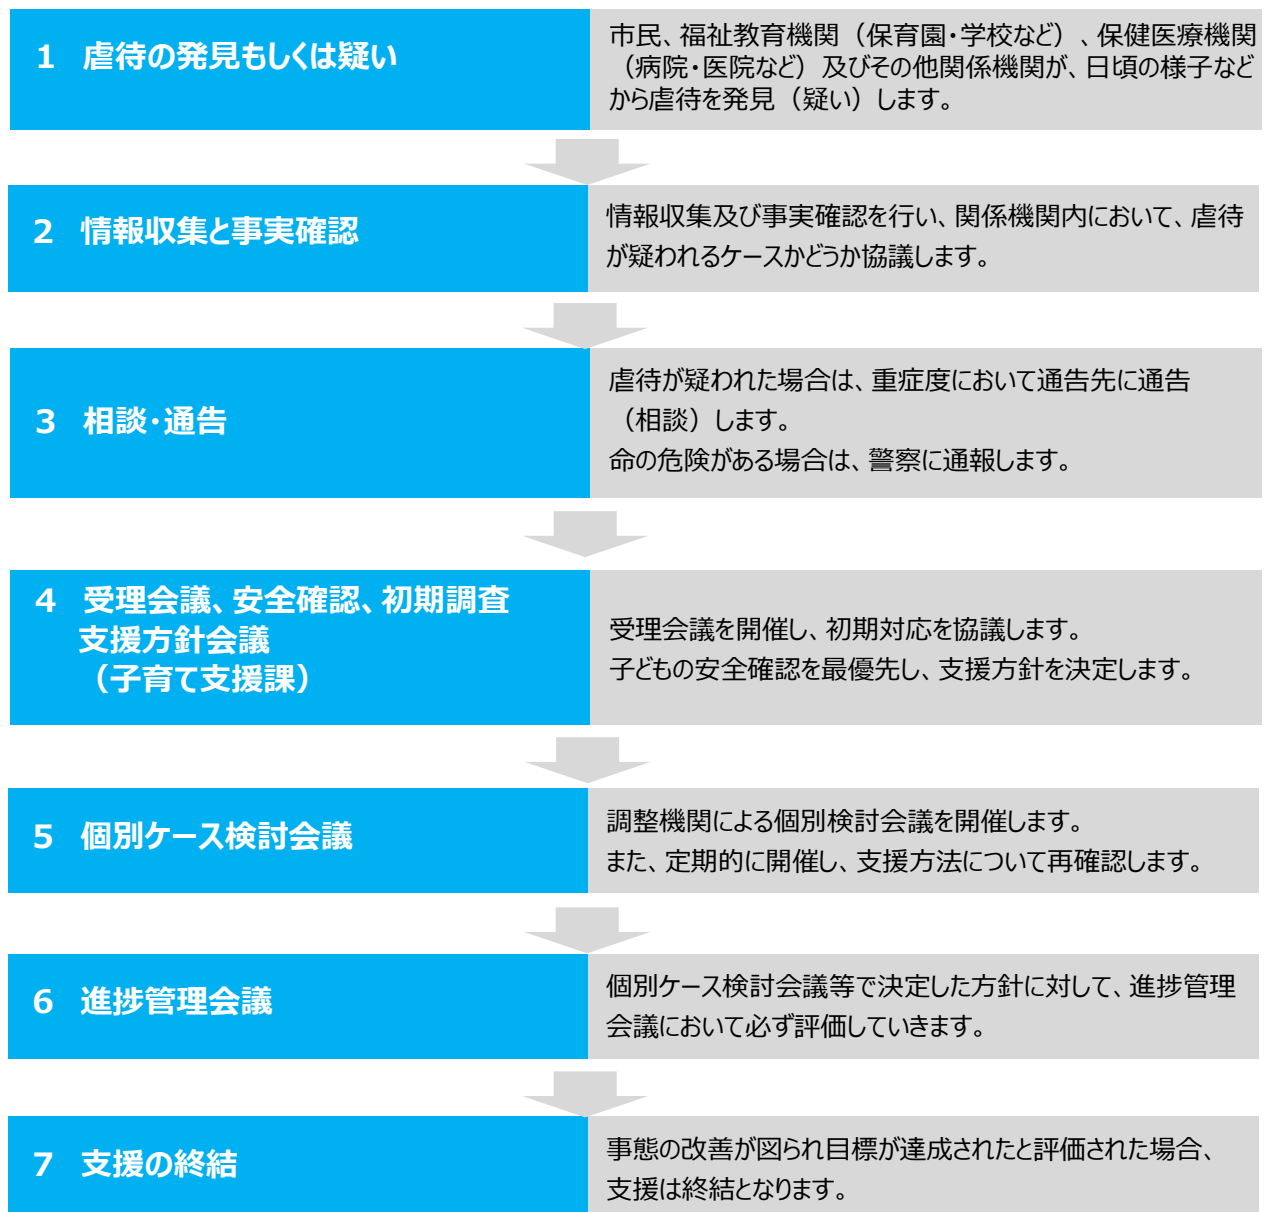 1 虐待の発見もしくは疑い
市民、福祉教育機関（保育園・学校など）、保健医療機関
（病院・医院など）及びその他関係機関が、日頃の様子など
から虐待を発見（疑い）します。
2 情報収集と事実確認
情報収集及び事実確認を行い、関係機関内において、虐待
が疑われるケースかどうか協議します。
3 相談・通告
虐待が疑われた場合は、重症度において通告先に通告
（相談）します。
命の危険がある場合は、警察に通報します。
4 受理会議、安全確認、初期調査
支援方針会議
（子育て支援課）
受理会議を開催し、初期対応を協議します。
子どもの安全確認を最優先し、支援方針を決定します。
5 個別ケース検討会議
調整機関による個別検討会議を開催します。
また、定期的に開催し、支援方法について再確認します。
6 進捗管理会議
個別ケース検討会議等で決定した方針に対して、進捗管理
会議において必ず評価していきます。
7 支援の終結
事態の改善が図られ目標が達成されたと評価された場合、
支援は終結となります。